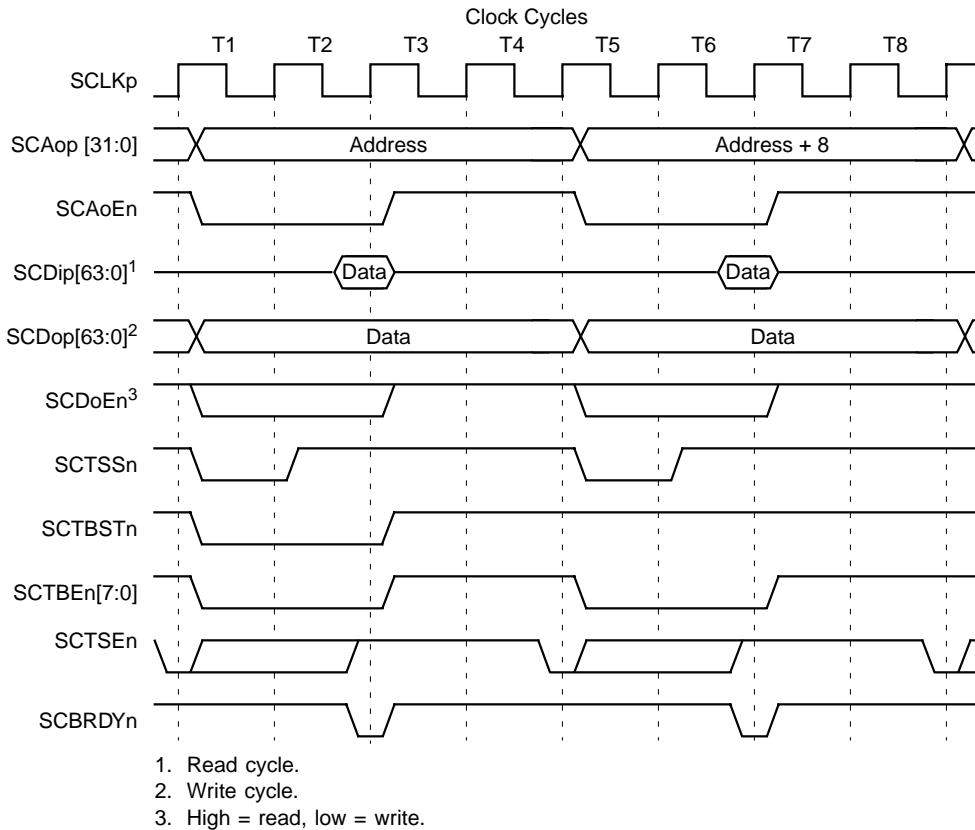 Clock Cycles
T1 T2 T3 T4 T5 T6 T7 T8
SCLKp
SCAop [31:0] Address Address + 8
SCAoEn
SCDip[63:0]1 Data Data
SCDop[63:0]2 Data Data
SCDoEn3
SCTSSn
SCTBSTn
SCTBEn[7:0]
SCTSEn
SCBRDYn
1. Read cycle.
2. Write cycle.
3. High = read, low = write.